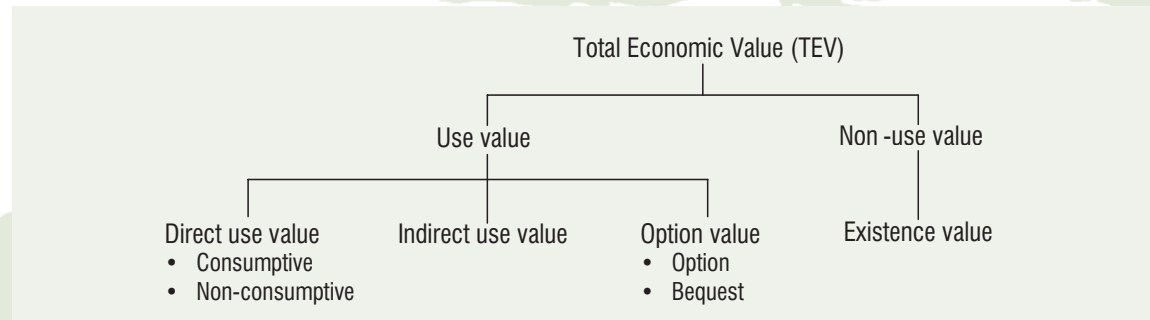 Total Economic Value (TEV)
Use value
Non -use value
Direct use value
• Consumptive
• Non-consumptive
Indirect use value
Option value
• Option
• Bequest
Existence value